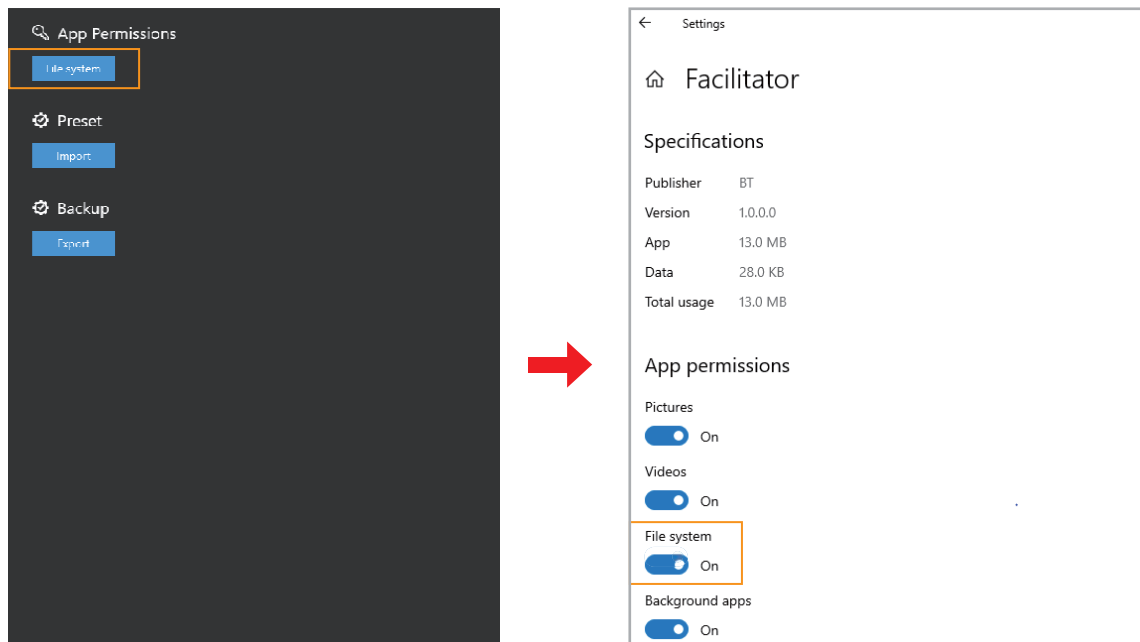 App Permissions
File system
Preset
Import
Backup
Export
Settings
Facilitator
Specifications
Publisher BT
Version 1.0.0.0
App 13.0 MB
Data 28.0 KB
Total usage 13.0 MB
App permissions
Pictures
On
Videos
On
File system
On
Background apps
On